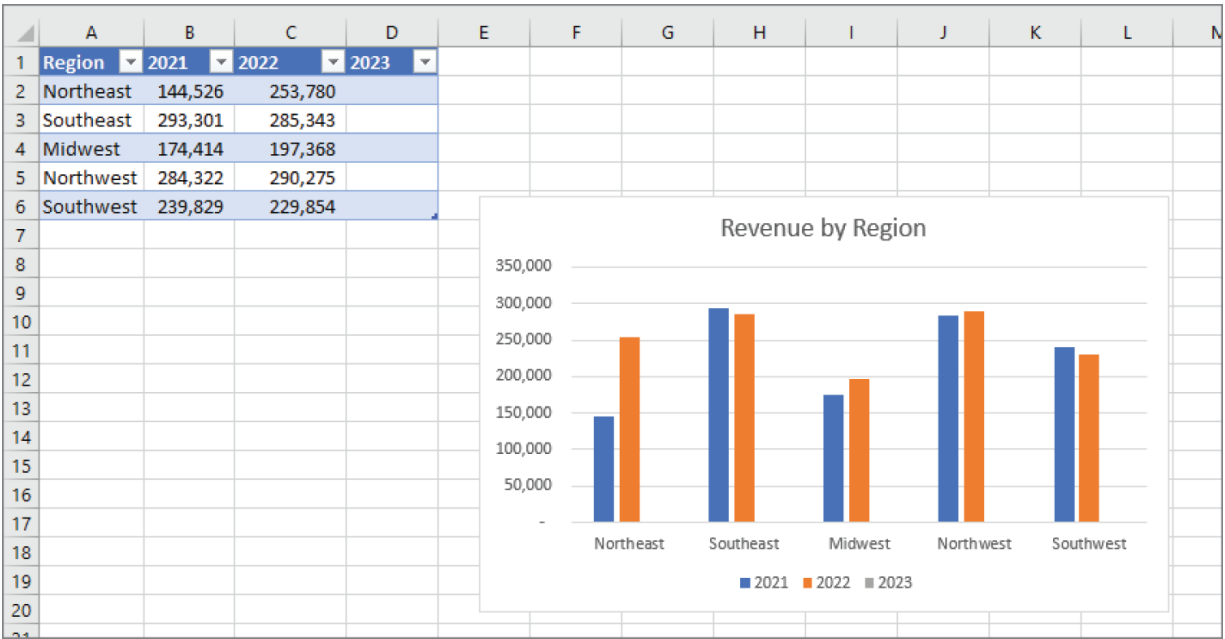 A B C D E F G H I J K L
1 Region 2021 2022 2023
2 Northeast 144,526 253,780
3 Southeast 293,301 285,343
4 Midwest 174,414 197,368
5 Northwest 284,322 290,275
6 Southwest 239,829 229,854
7
8
9
10
11
12
13
14
15
16
17
18
19
20
Revenue by Region
350,000
300,000
250,000
200,000
150,000
100,000
50,000
-
Northeast Southeast Midwest Northwest Southwest
2021 2022 2023